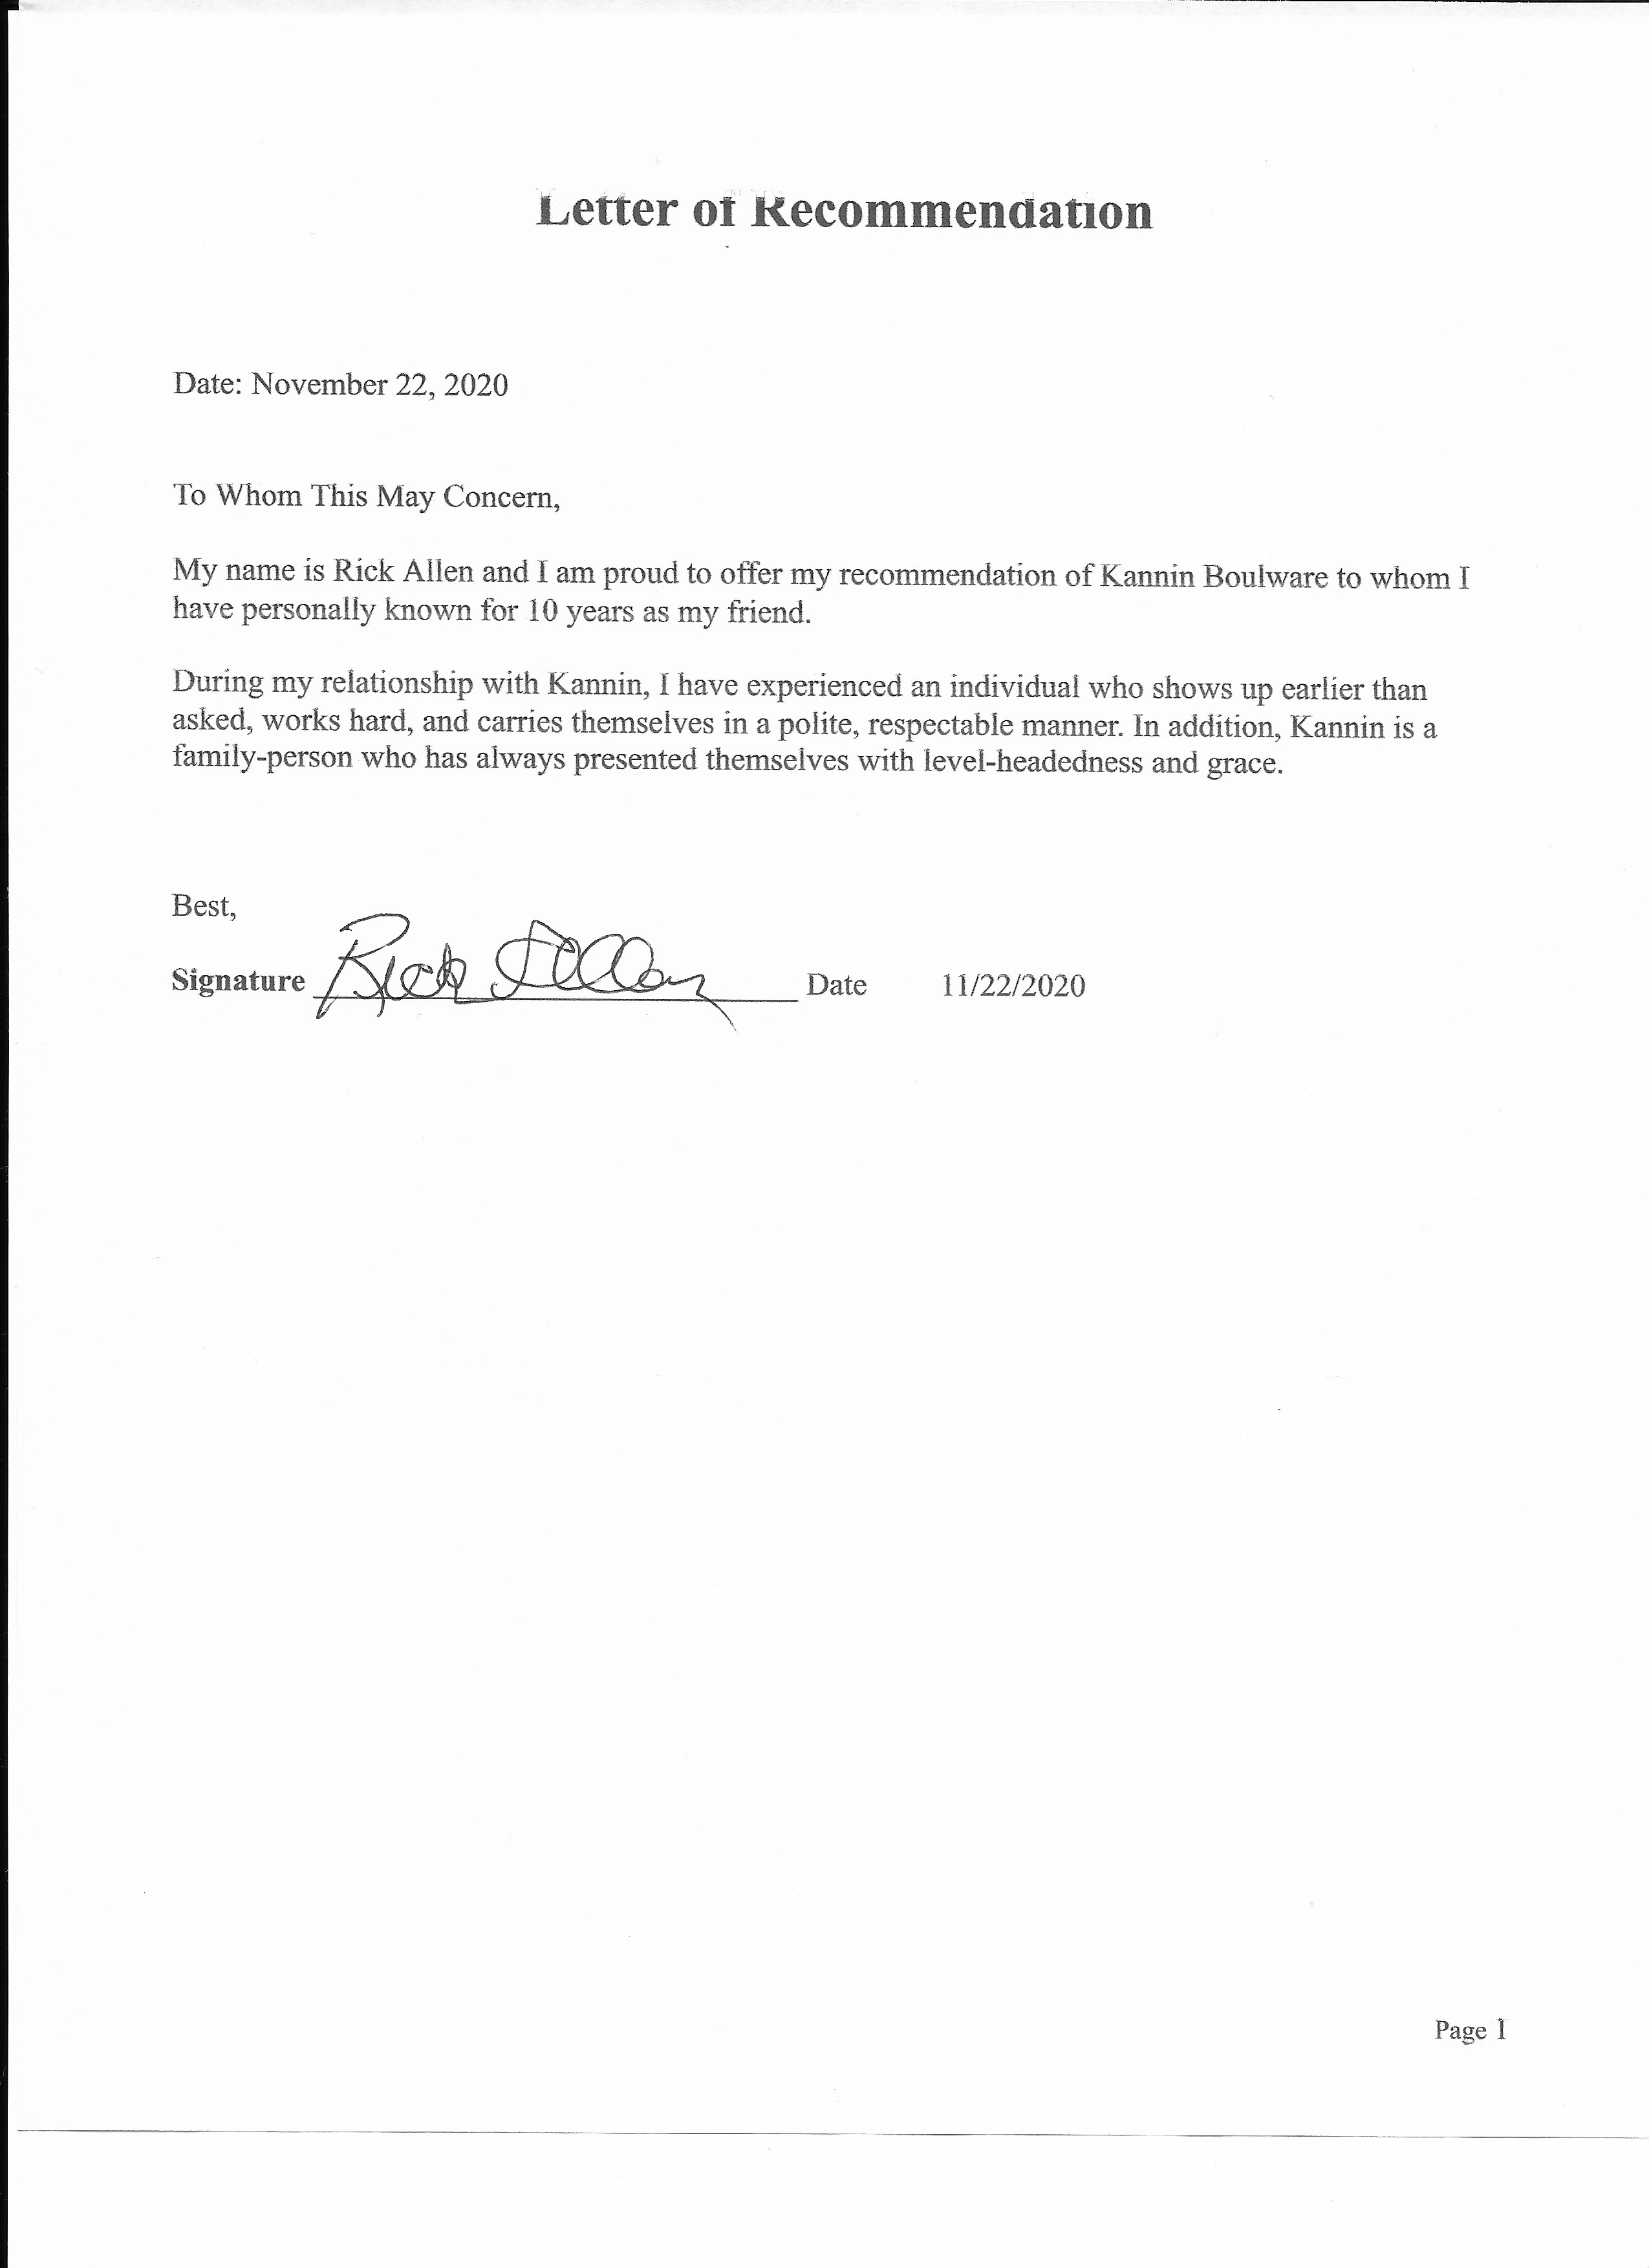 Letter of Recommendation
Date: November 22, 2020
To Whom This May Concern,
My name is Rick Allen and I am proud to offer my recommendation of Kannin Boulware to whom I
have personally known for 10 years as my friend.
During my relationship with Kannin, I have experienced an individual who shows up earlier than
asked, works hard, and carries themselves in a polite, respectable manner. In addition, Kannin is a
family-person who has always presented themselves with level-headedness and grace.
Best,
Signature Rick Allen Date 11/22/2020
Page 1